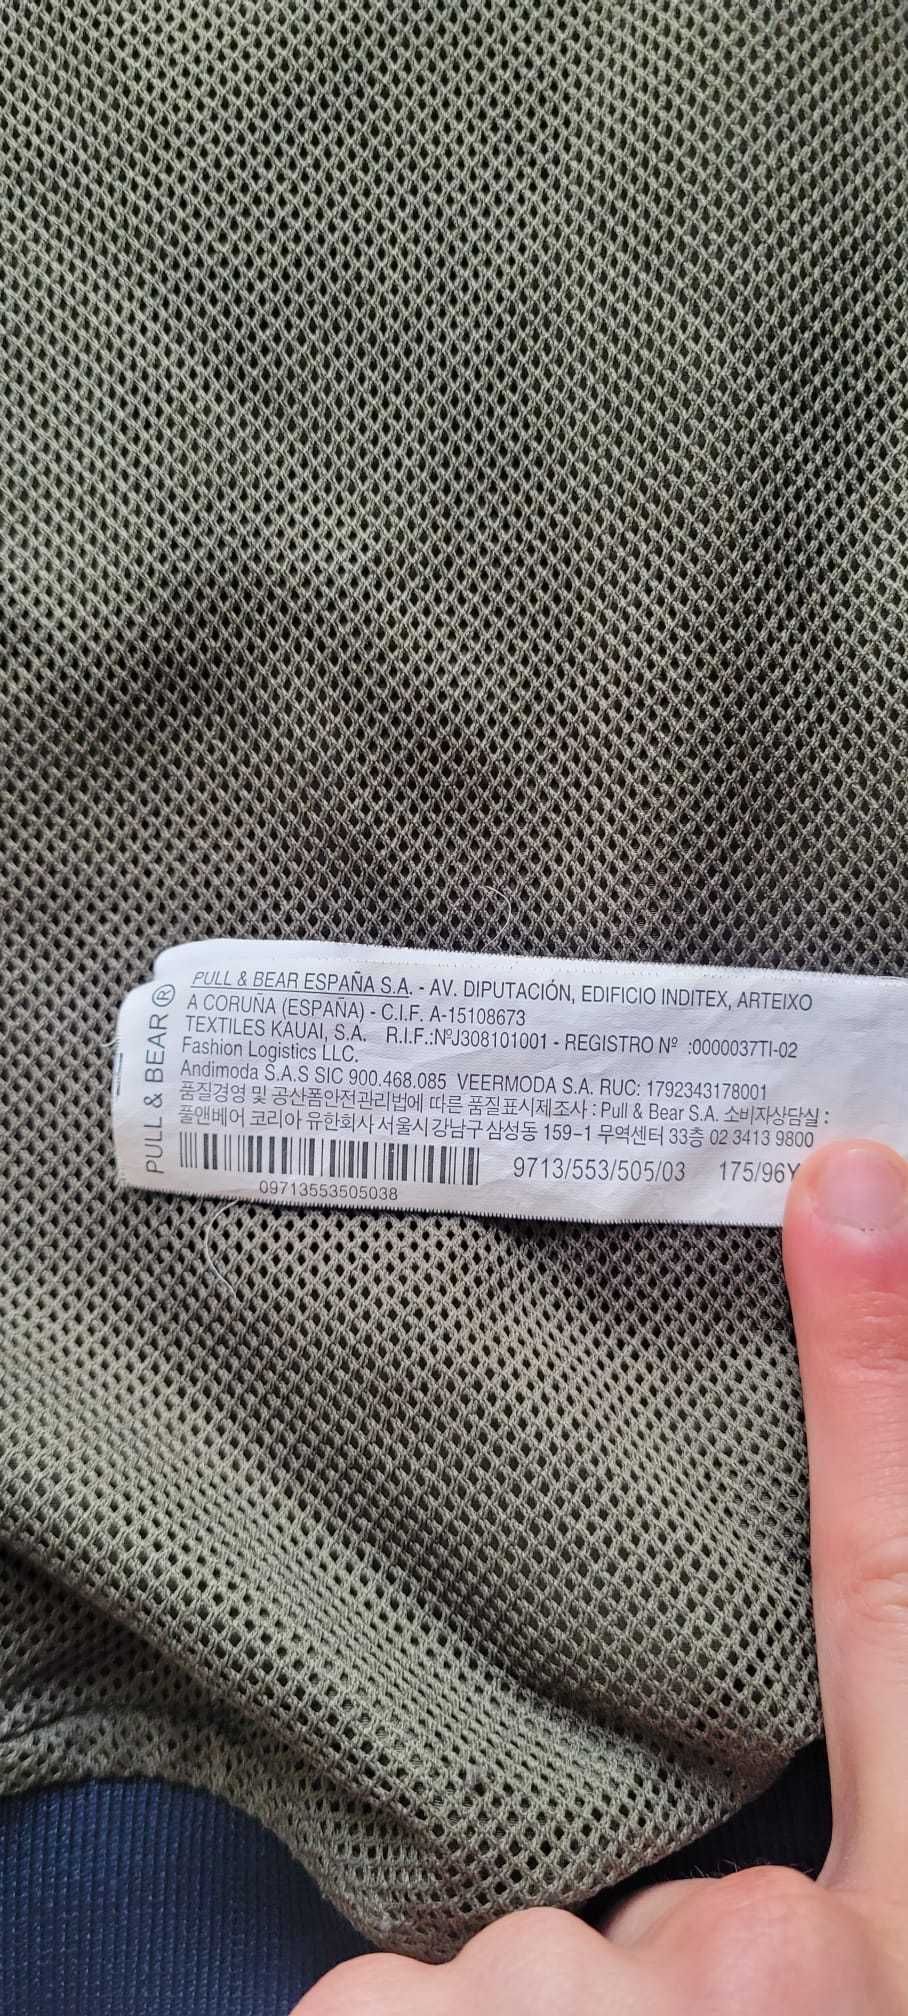 PULL & BEAR®
PULL & BEAR ESPAÑA S.A. - AV. DIPUTACIÓN, EDIFICIO INDITEX, ARTEIXO
A CORUÑA (ESPAÑA) - C.I.F. A-15108673
TEXTILES KAUAI, S.A. R.I.F.:NºJ308101001 - REGISTRO Nº :0000037TI-02
Fashion Logistics LLC.
Andimoda S.A.S SIC 900.468.085 VEERMODA S.A. RUC: 1792343178001
품질경영 및 공산품안전관리법에 따른 품질표시제조사 : Pull & Bear S.A. 소비자상담실 :
풀앤베어 코리아 유한회사 서울시 강남구 삼성동 159-1 무역센터 33층 02 3413 9800
9713/553/505/03 175/96Y
09713553505038